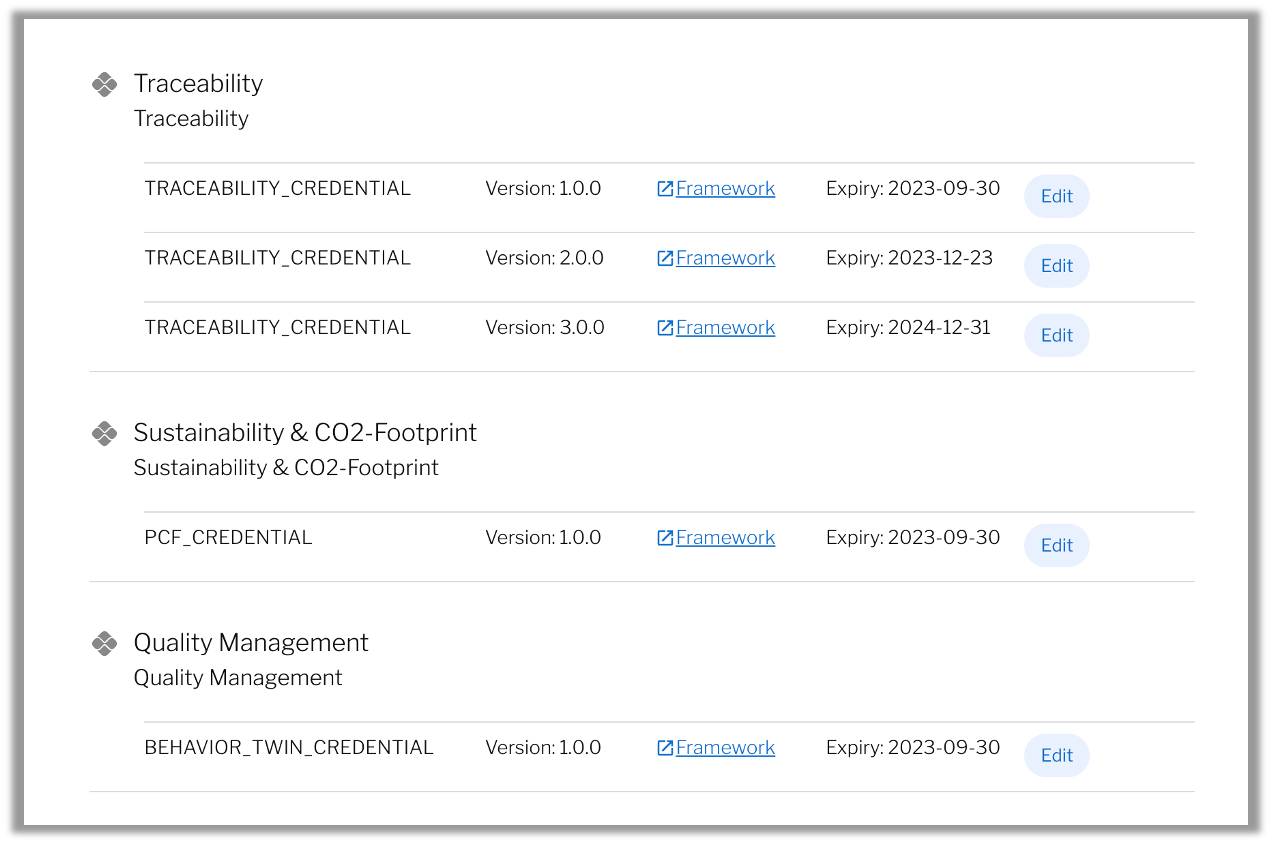 Traceability
Traceability
TRACEABILITY_CREDENTIAL Version: 1.0.0 Framework Expiry: 2023-09-30 Edit
TRACEABILITY_CREDENTIAL Version: 2.0.0 Framework Expiry: 2023-12-23 Edit
TRACEABILITY_CREDENTIAL Version: 3.0.0 Framework Expiry: 2024-12-31 Edit
Sustainability & CO2-Footprint
Sustainability & CO2-Footprint
PCF_CREDENTIAL Version: 1.0.0 Framework Expiry: 2023-09-30 Edit
Quality Management
Quality Management
BEHAVIOR_TWIN_CREDENTIAL Version: 1.0.0 Framework Expiry: 2023-09-30 Edit